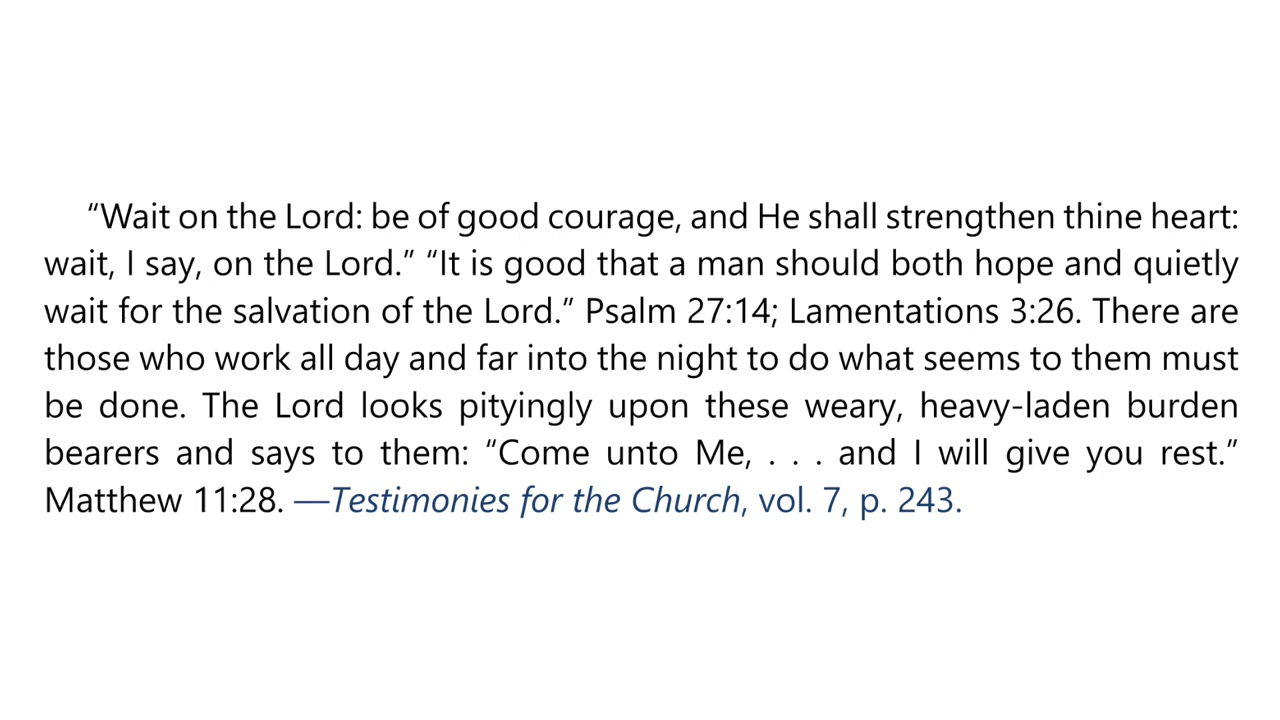 “Wait on the Lord: be of good courage, and He shall strengthen thine heart:
wait, I say, on the Lord.” “It is good that a man should both hope and quietly
wait for the salvation of the Lord.” Psalm 27:14; Lamentations 3:26. There are
those who work all day and far into the night to do what seems to them must
be done. The Lord looks pityingly upon these weary, heavy-laden burden
bearers and says to them: “Come unto Me, . . . and I will give you rest.”
Matthew 11:28. —Testimonies for the Church, vol. 7, p. 243.